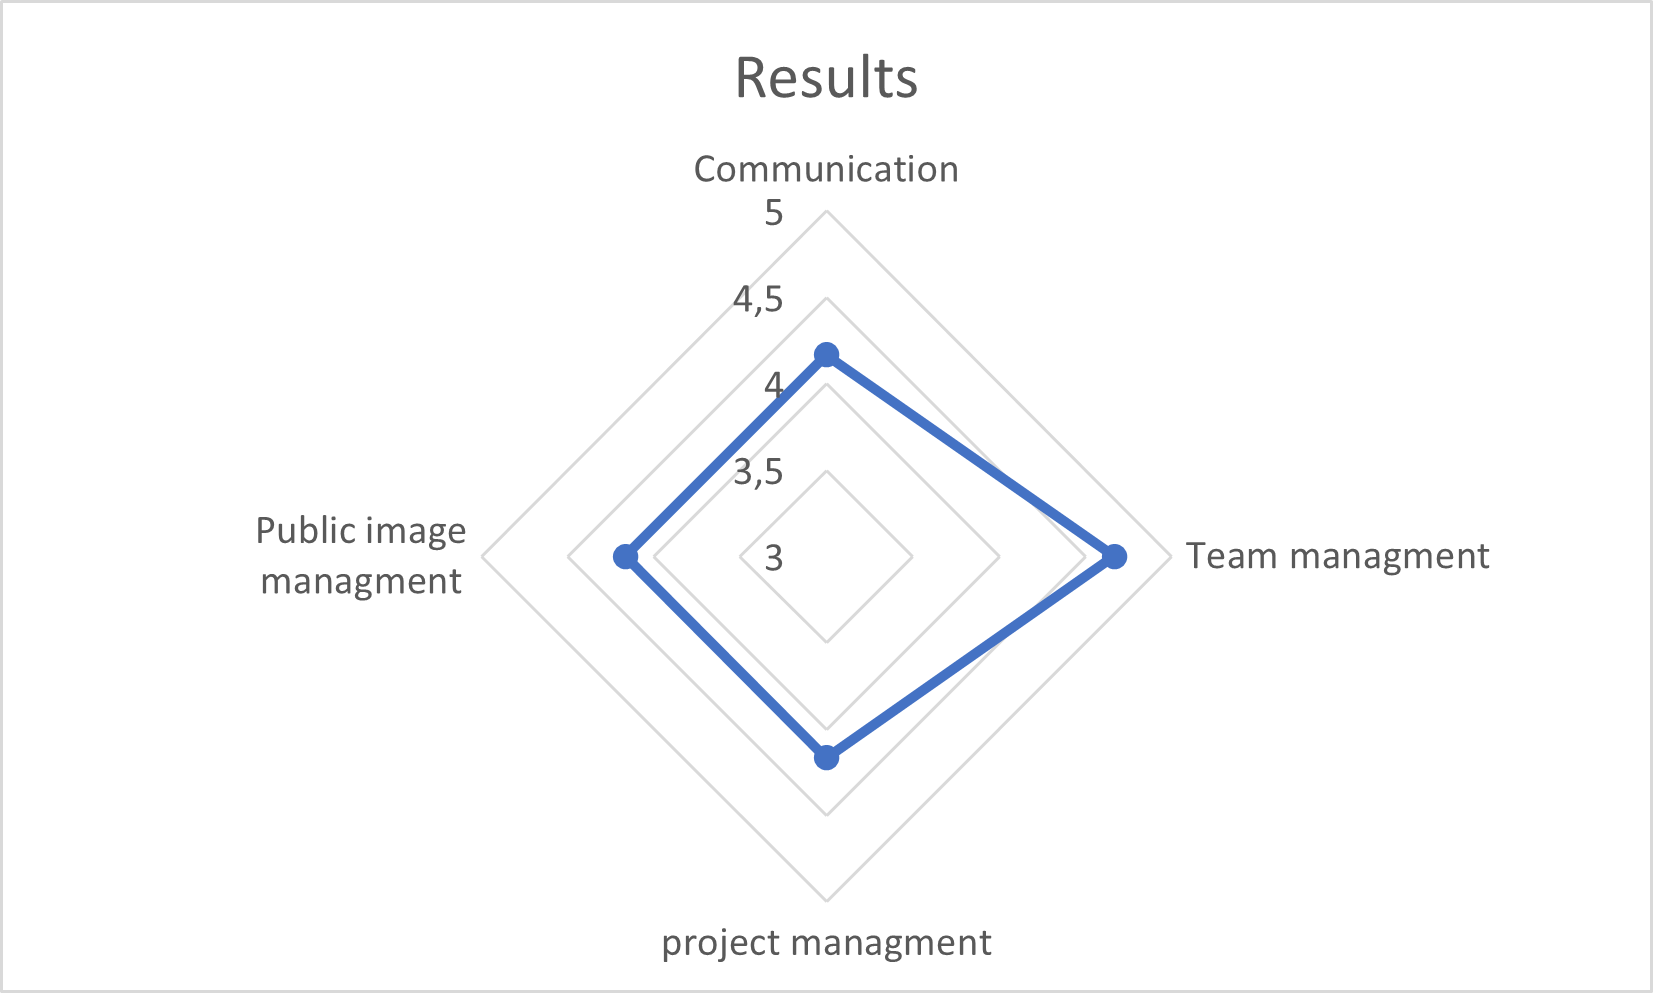 Results
Communication
5
4,5
4
3,5
3
Public image
managment
Team managment
project managment